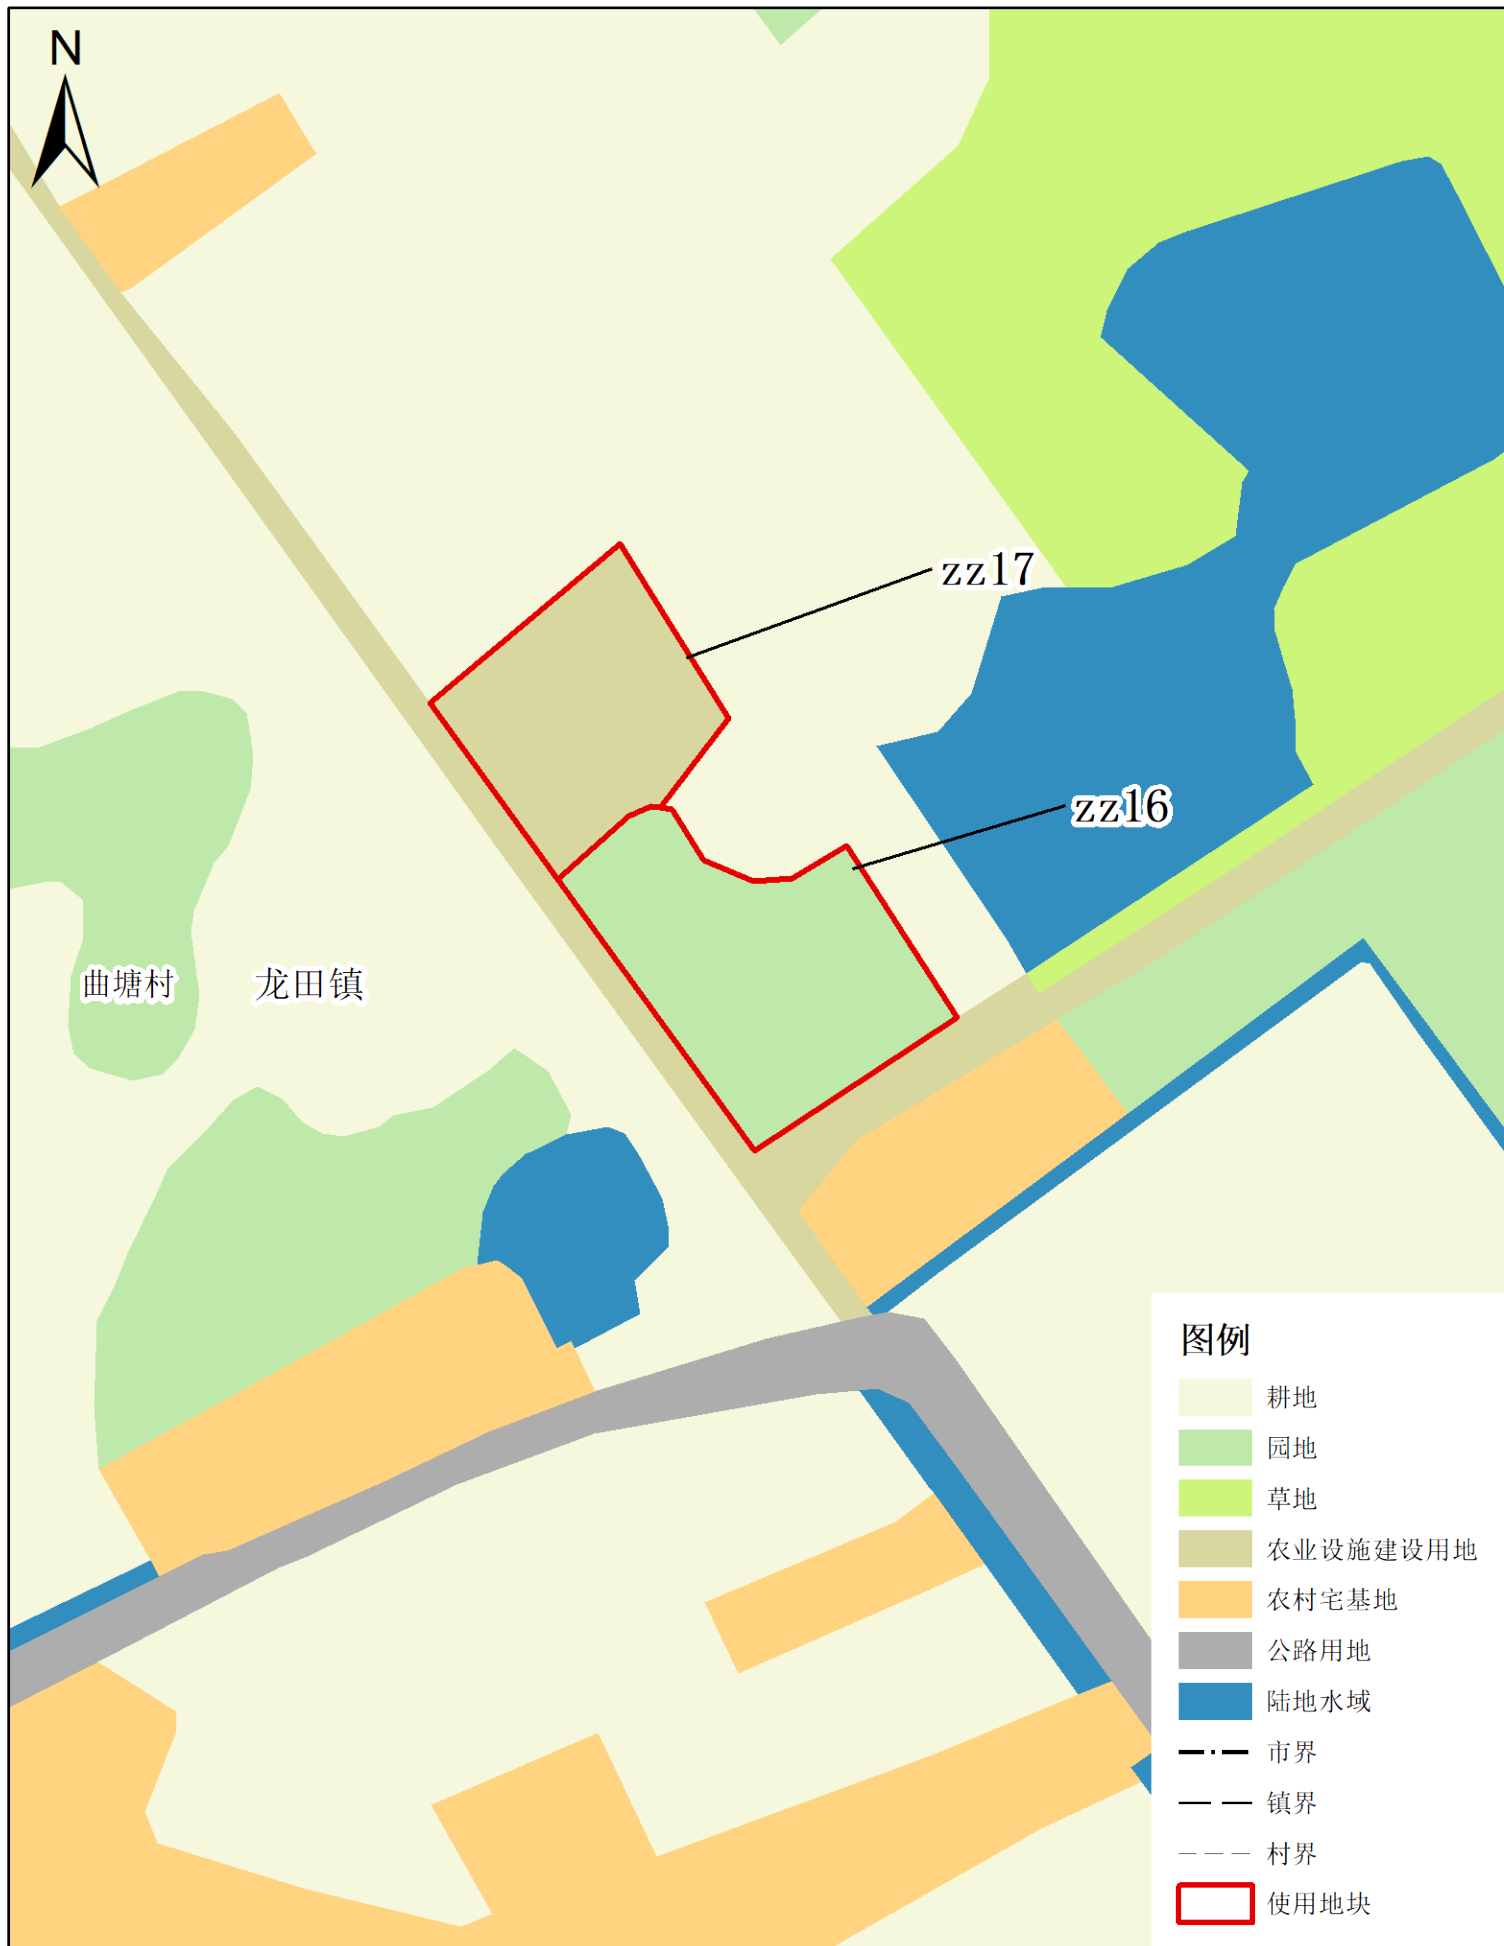 N
zz17
zz16
曲塘村
龙田镇
图例
耕地
园地
草地
农业设施建设用地
农村宅基地
公路用地
陆地水域
市界
镇界
村界
使用地块